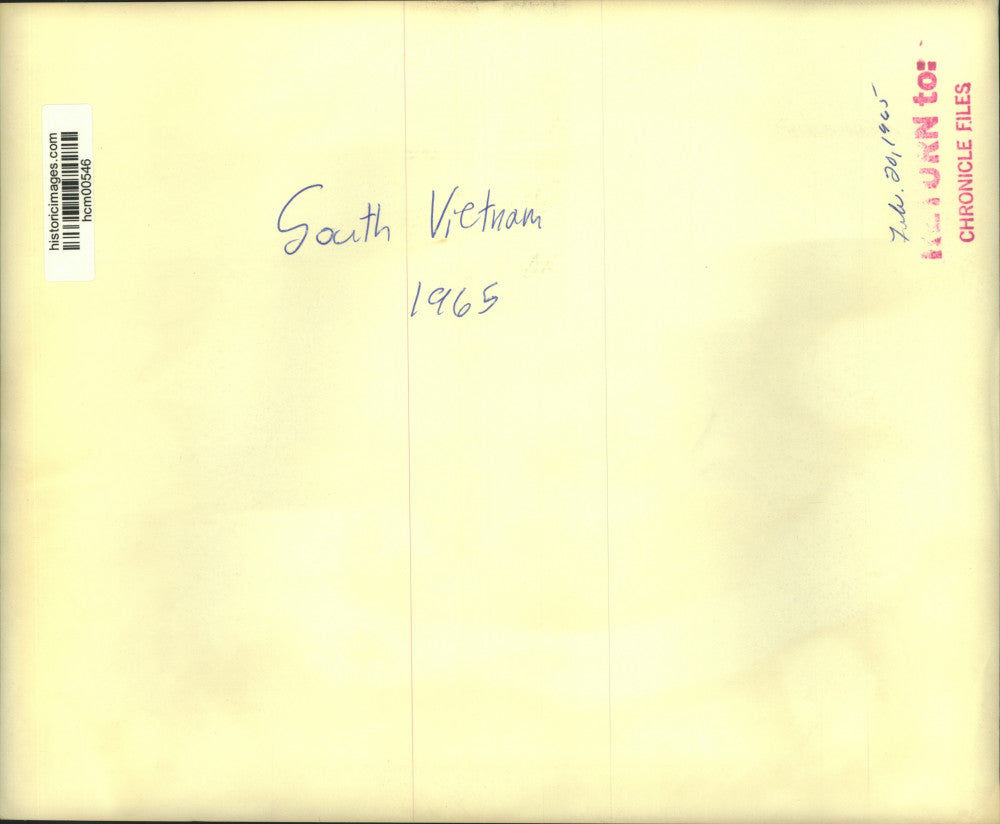 South Vietnam
1965
historicimages.com
hcm00546
Feb. 20, 1965
RETURN to:
CHRONICLE FILES